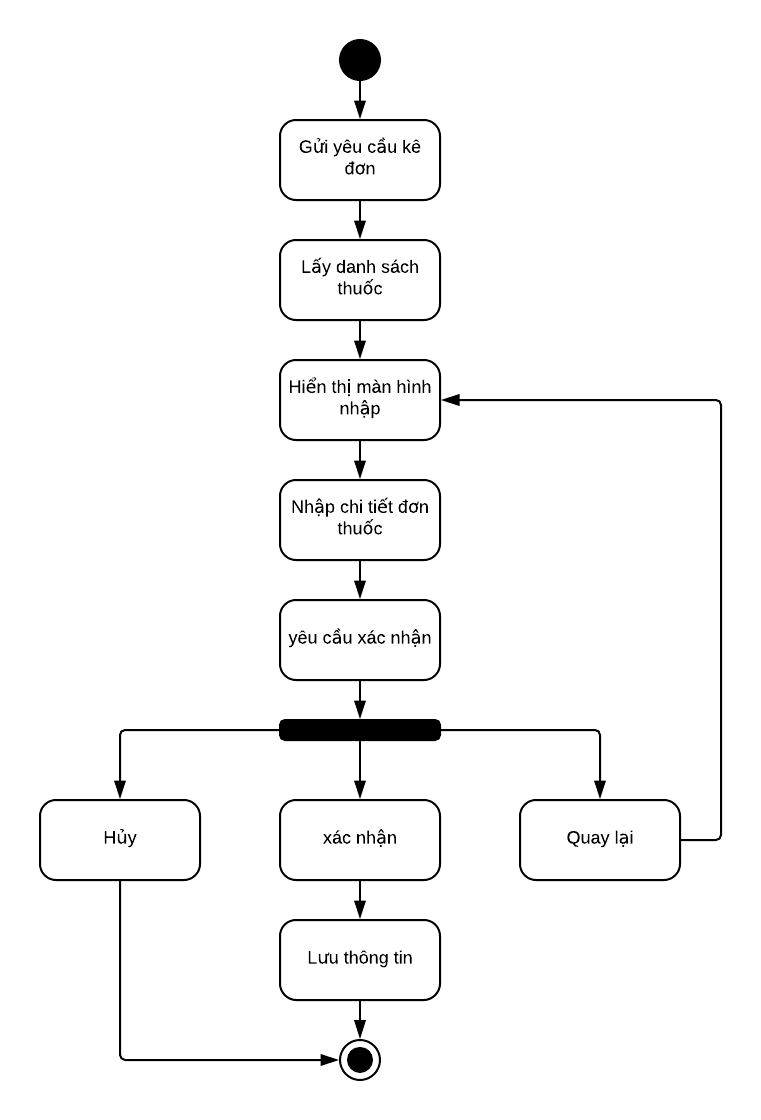 Gửi yêu cầu kê
đơn
Lấy danh sách
thuốc
Hiển thị màn hình
nhập
Nhập chi tiết đơn
thuốc
yêu cầu xác nhận
Hủy
xác nhận
Quay lại
Lưu thông tin